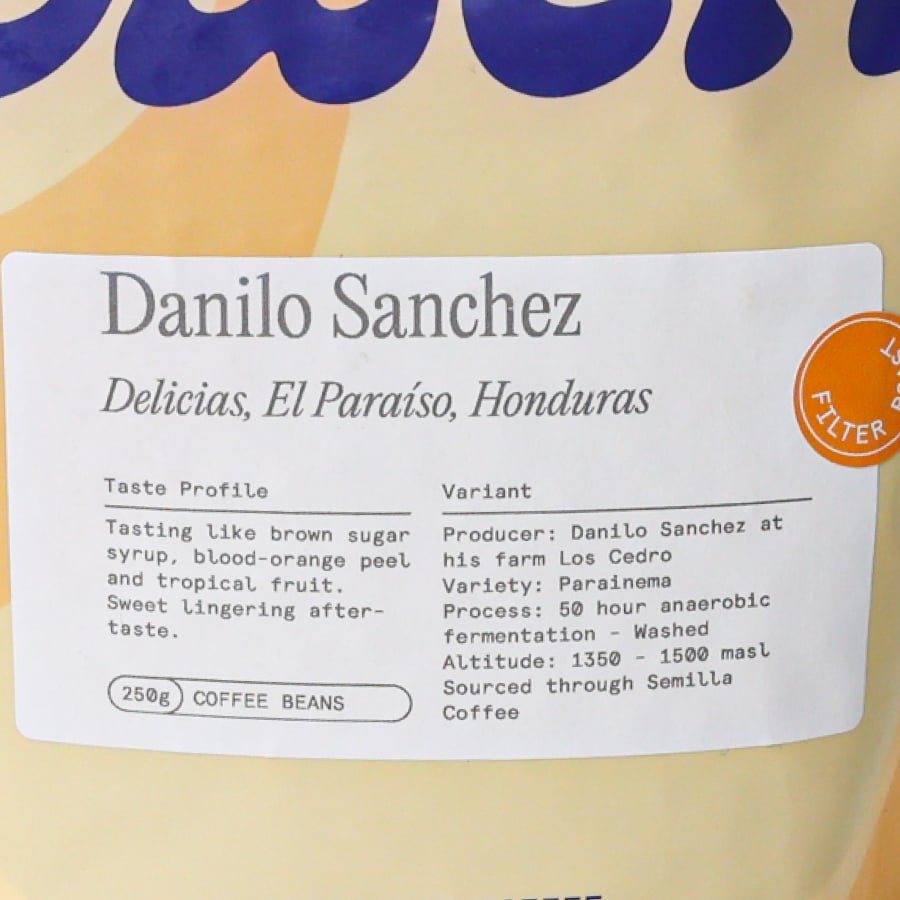 Danilo Sanchez
Delicias, El Paraíso, Honduras
FILTER
Taste Profile
Tasting like brown sugar
syrup, blood-orange peel
and tropical fruit.
Sweet lingering after-
taste.
250g COFFEE BEANS
Variant
Producer: Danilo Sanchez at
his farm Los Cedro
Variety: Parainema
Process: 50 hour anaerobic
fermentation - Washed
Altitude: 1350 - 1500 masl
Sourced through Semilla
Coffee